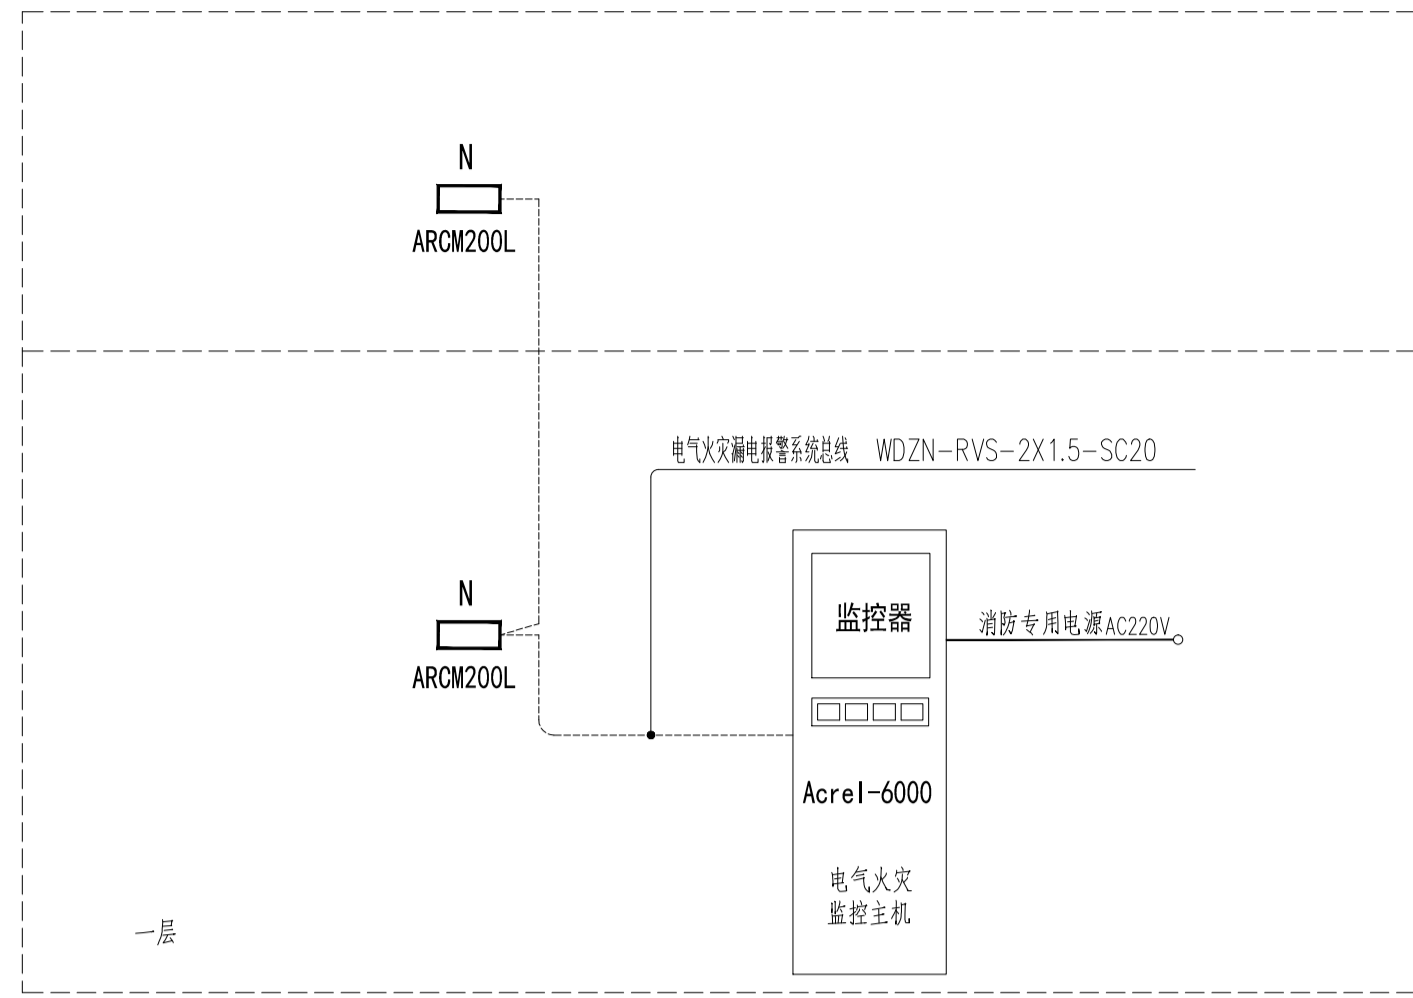 N
ARCM200L
电气火灾漏电报警系统总线 WDZN-RVS-2X1.5-SC20
N
ARCM200L
监控器
消防专用电源AC220V
Acrel-6000
电气火灾
监控主机
一层